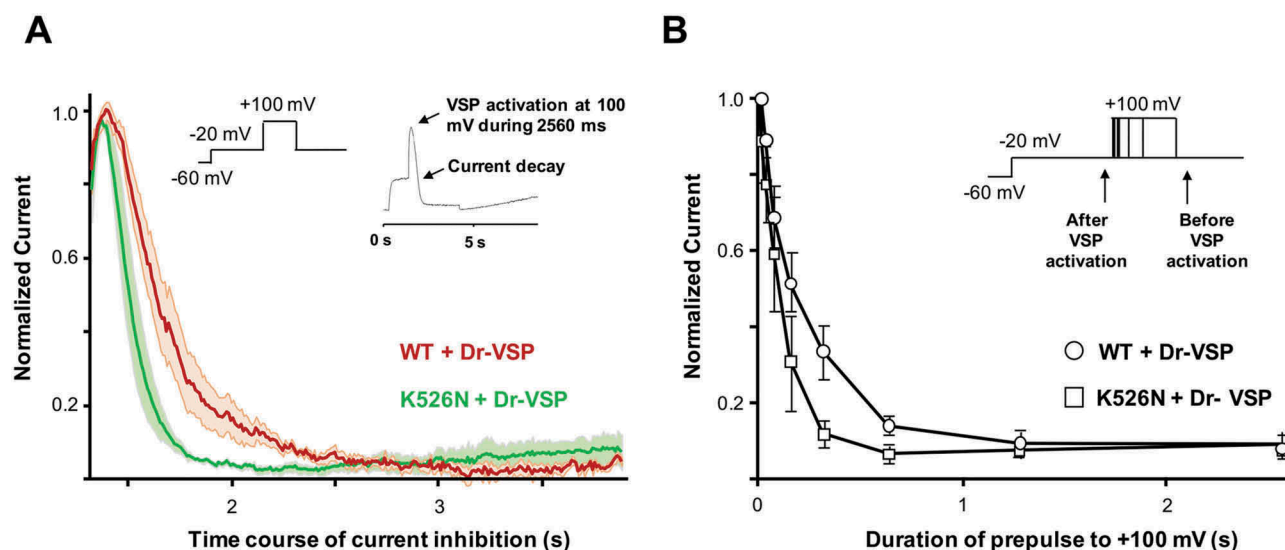 A
Normalized Current
1.0
0.6
0.2
+100 mV
-20 mV
-60 mV
VSP activation at 100
mV during 2560 ms
Current decay
0 s
5 s
WT + Dr-VSP
K526N + Dr-VSP
2
3
Time course of current inhibition (s)
B
Normalized Current
1.0
0.6
0.2
+100 mV
-20 mV
-60 mV
After
VSP
activation
Before
VSP
activation
WT + Dr-VSP
K526N + Dr- VSP
0
1
2
Duration of prepulse to +100 mV (s)